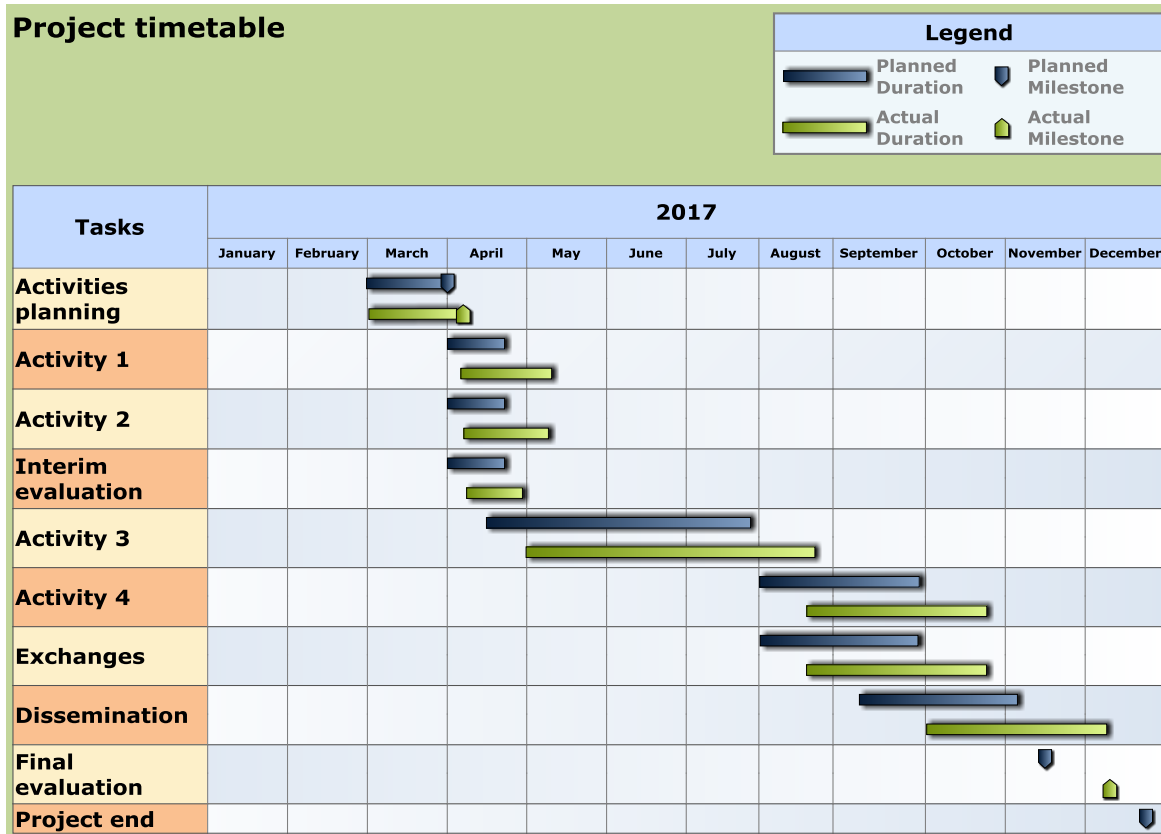 Project timetable
Legend
Planned
Duration
Planned
Milestone
Actual
Duration
Actual
Milestone
Tasks
2017
January February March April May June July August September October November December
Activities
planning
Activity 1
Activity 2
Interim
evaluation
Activity 3
Activity 4
Exchanges
Dissemination
Final
evaluation
Project end